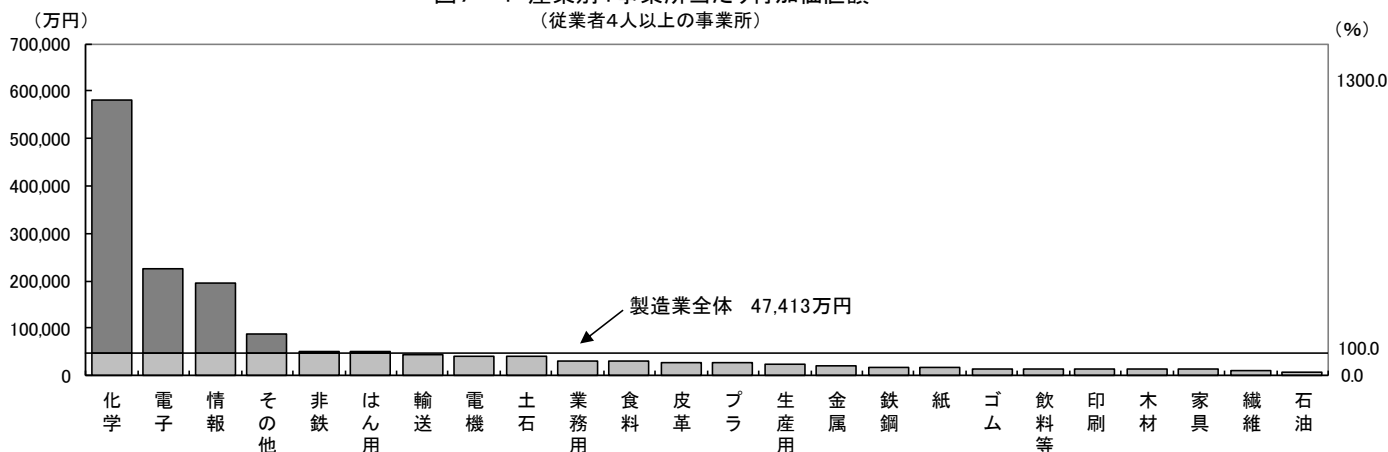 (従業者4人以上の事業所)
(万円)
(%)
700,000
600,000
500,000
400,000
300,000
200,000
100,000
0
1300.0
100.0
0.0
製造業全体 47,413万円
化学
電子
情報
その他
非鉄
はん用
輸送
電機
土石
業務用
食料
皮革
プラ
生産用
金属
鉄鋼
紙
ゴム
飲料等
印刷
木材
家具
繊維
石油